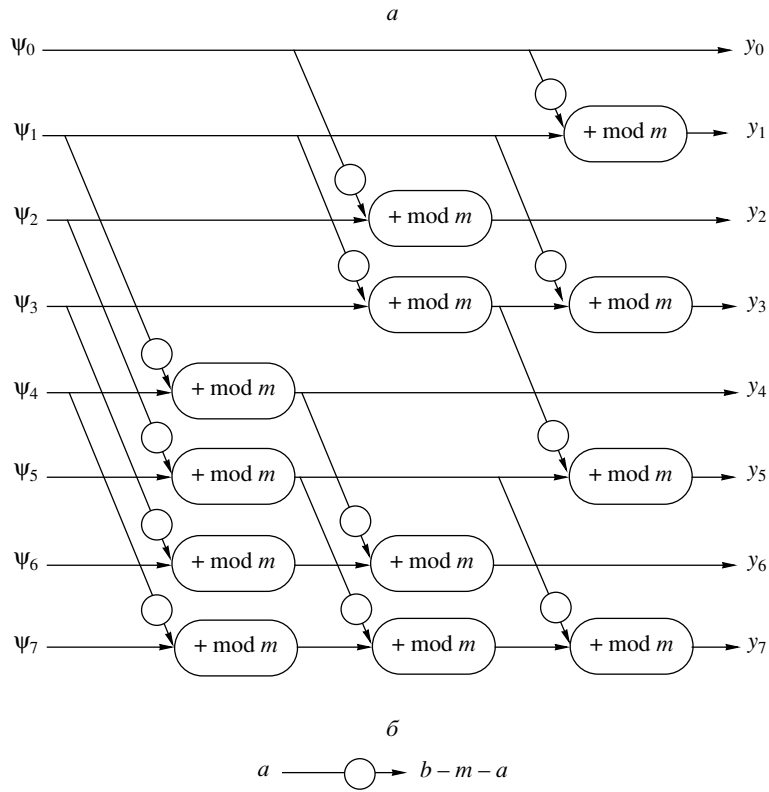 а
ψ0 y0
ψ1 + mod m y1
ψ2 + mod m y2
ψ3 + mod m + mod m y3
ψ4 + mod m y4
ψ5 + mod m + mod m y5
ψ6 + mod m + mod m y6
ψ7 + mod m + mod m + mod m y7
б
a b – m – a